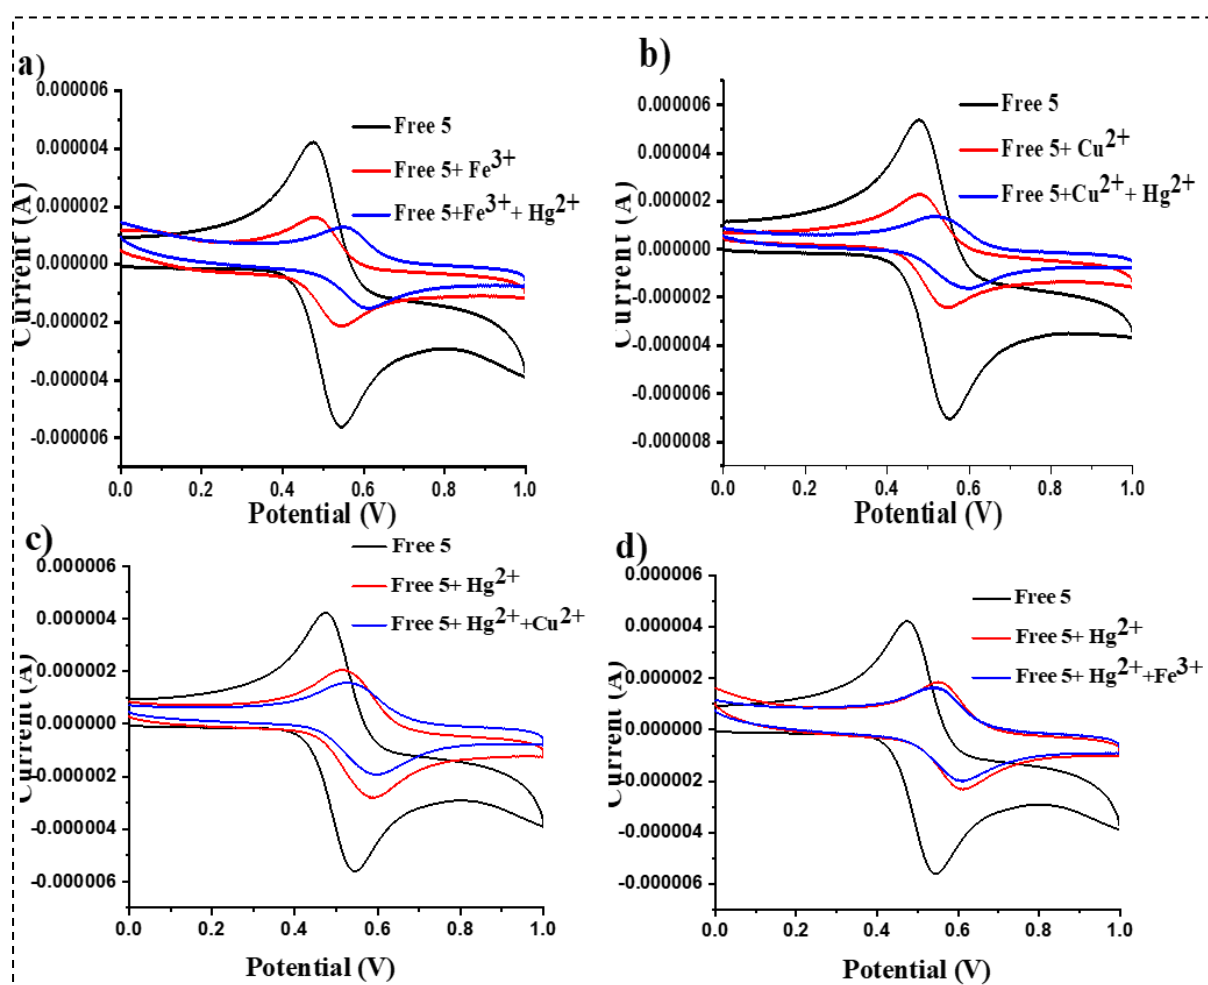 a)
Free 5
Free 5+ Fe3+
Free 5+Fe3+ + Hg2+
0.000006
0.000004
0.000002
0.000000
-0.000002
-0.000004
-0.000006
Current (A)
0.0 0.2 0.4 0.6 0.8 1.0
Potential (V)
b)
Free 5
Free 5+ Cu2+
Free 5+Cu2+ + Hg2+
0.000006
0.000004
0.000002
0.000000
-0.000002
-0.000004
-0.000006
-0.000008
Current (A)
0.0 0.2 0.4 0.6 0.8 1.0
Potential (V)
c)
Free 5
Free 5+ Hg2+
Free 5+ Hg2++Cu2+
0.000006
0.000004
0.000002
0.000000
-0.000002
-0.000004
-0.000006
Current (A)
0.0 0.2 0.4 0.6 0.8 1.0
Potential (V)
d)
Free 5
Free 5+ Hg2+
Free 5+ Hg2++Fe3+
0.000006
0.000004
0.000002
0.000000
-0.000002
-0.000004
-0.000006
Current (A)
0.0 0.2 0.4 0.6 0.8 1.0
Potential (V)